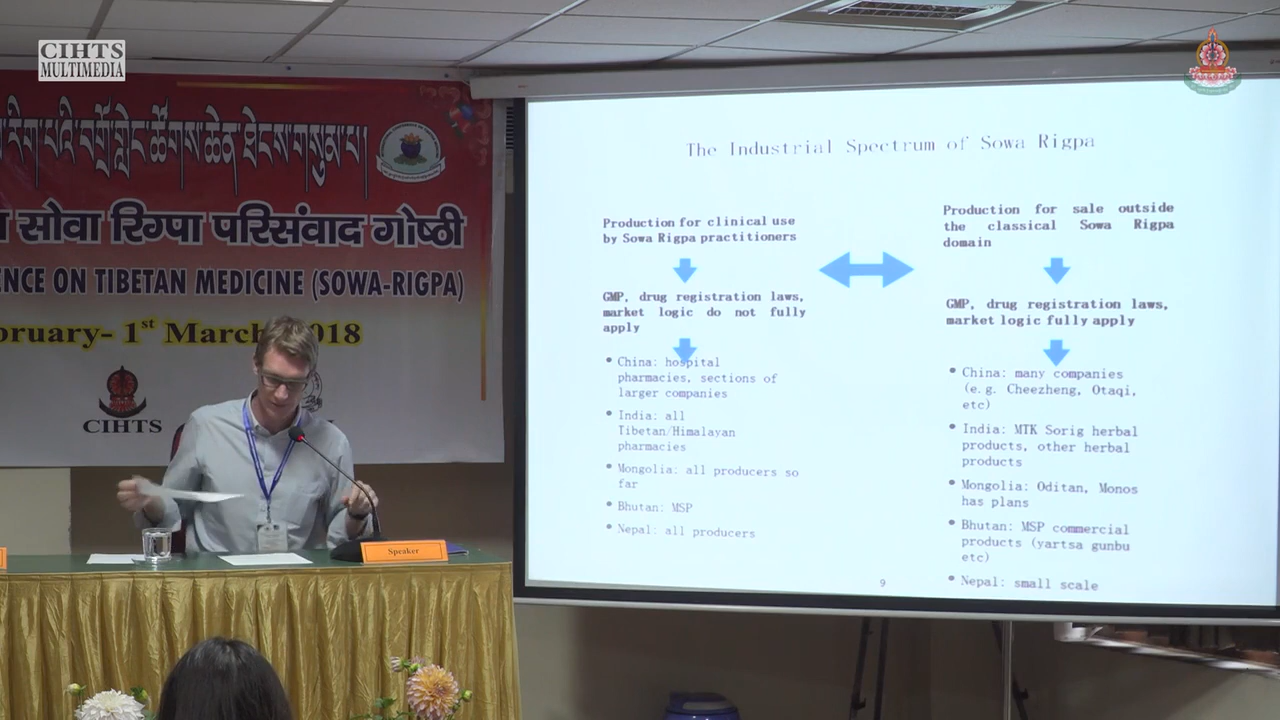 CIHTS
MULTIMEDIA
सोवा रिग्पा परिसंवाद गोष्ठी
ENCE ON TIBETAN MEDICINE (SOWA-RIGPA)
bruary- 1st March 2018
CIHTS
Speaker
The Industrial Spectrum of Sowa Rigpa
Production for clinical use
by Sowa Rigpa practitioners
GMP, drug registration laws,
market logic do not fully
apply
• China: hospital
pharmacies, sections of
larger companies
• India: all
Tibetan/Himalayan
pharmacies
• Mongolia: all producers so
far
• Bhutan: MSP
• Nepal: all producers
Production for sale outside
the classical Sowa Rigpa
domain
GMP, drug registration laws,
market logic fully apply
• China: many companies
(e.g. Cheezheng, Otaqi,
etc)
• India: MTK Sorig herbal
products, other herbal
products
• Mongolia: Oditan, Monos
has plans
• Bhutan: MSP commercial
products (yartsa gunbu
etc)
• Nepal: small scale
9